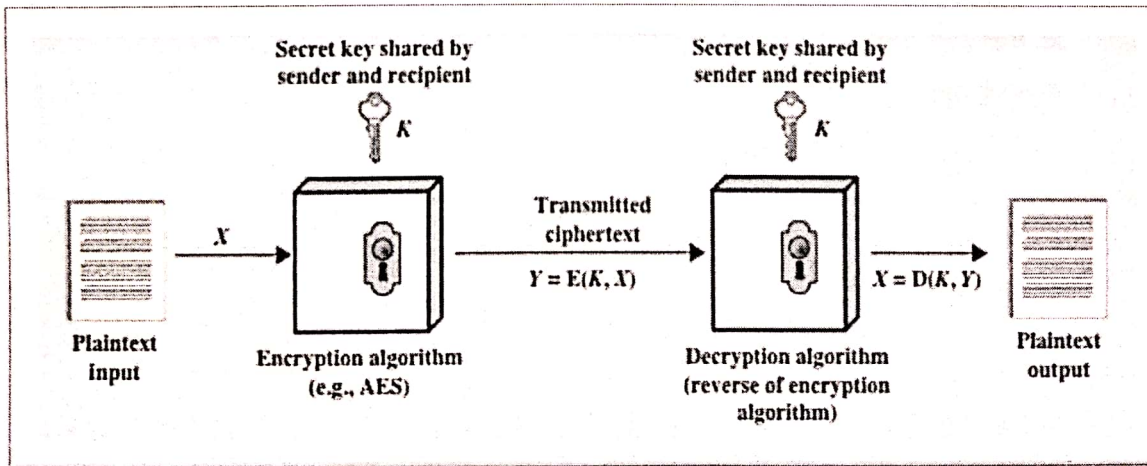 Secret key shared by
sender and recipient
K
Secret key shared by
sender and recipient
K
X
Transmitted
ciphertext
Y = E(K, X)
X = D(K, Y)
Plaintext
input
Encryption algorithm
(e.g., AES)
Decryption algorithm
(reverse of encryption
algorithm)
Plaintext
output